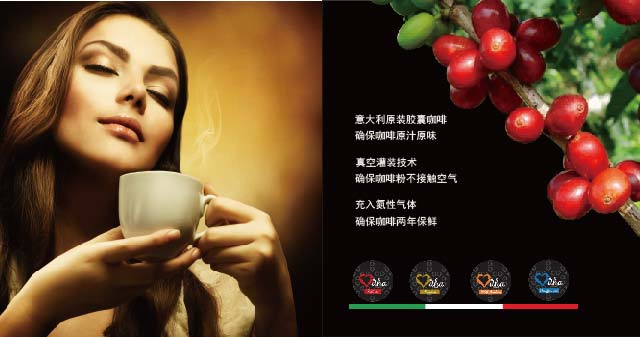 意大利原装胶囊咖啡
确保咖啡原汁原味
真空灌装技术
确保咖啡粉不接触空气
充入氮性气体
确保咖啡两年保鲜